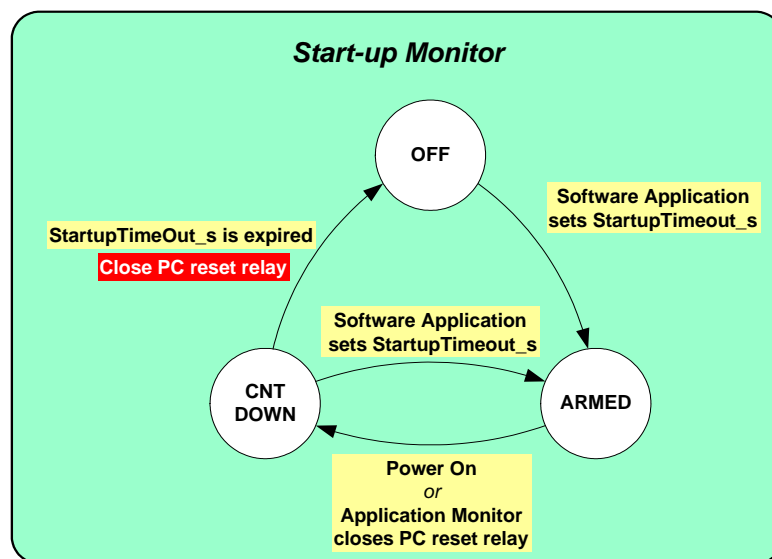 Start-up Monitor
OFF
Software Application
sets StartupTimeout_s
StartupTimeOut_s is expired
Close PC reset relay
Software Application
sets StartupTimeout_s
CNT
DOWN
ARMED
Power On
or
Application Monitor
closes PC reset relay